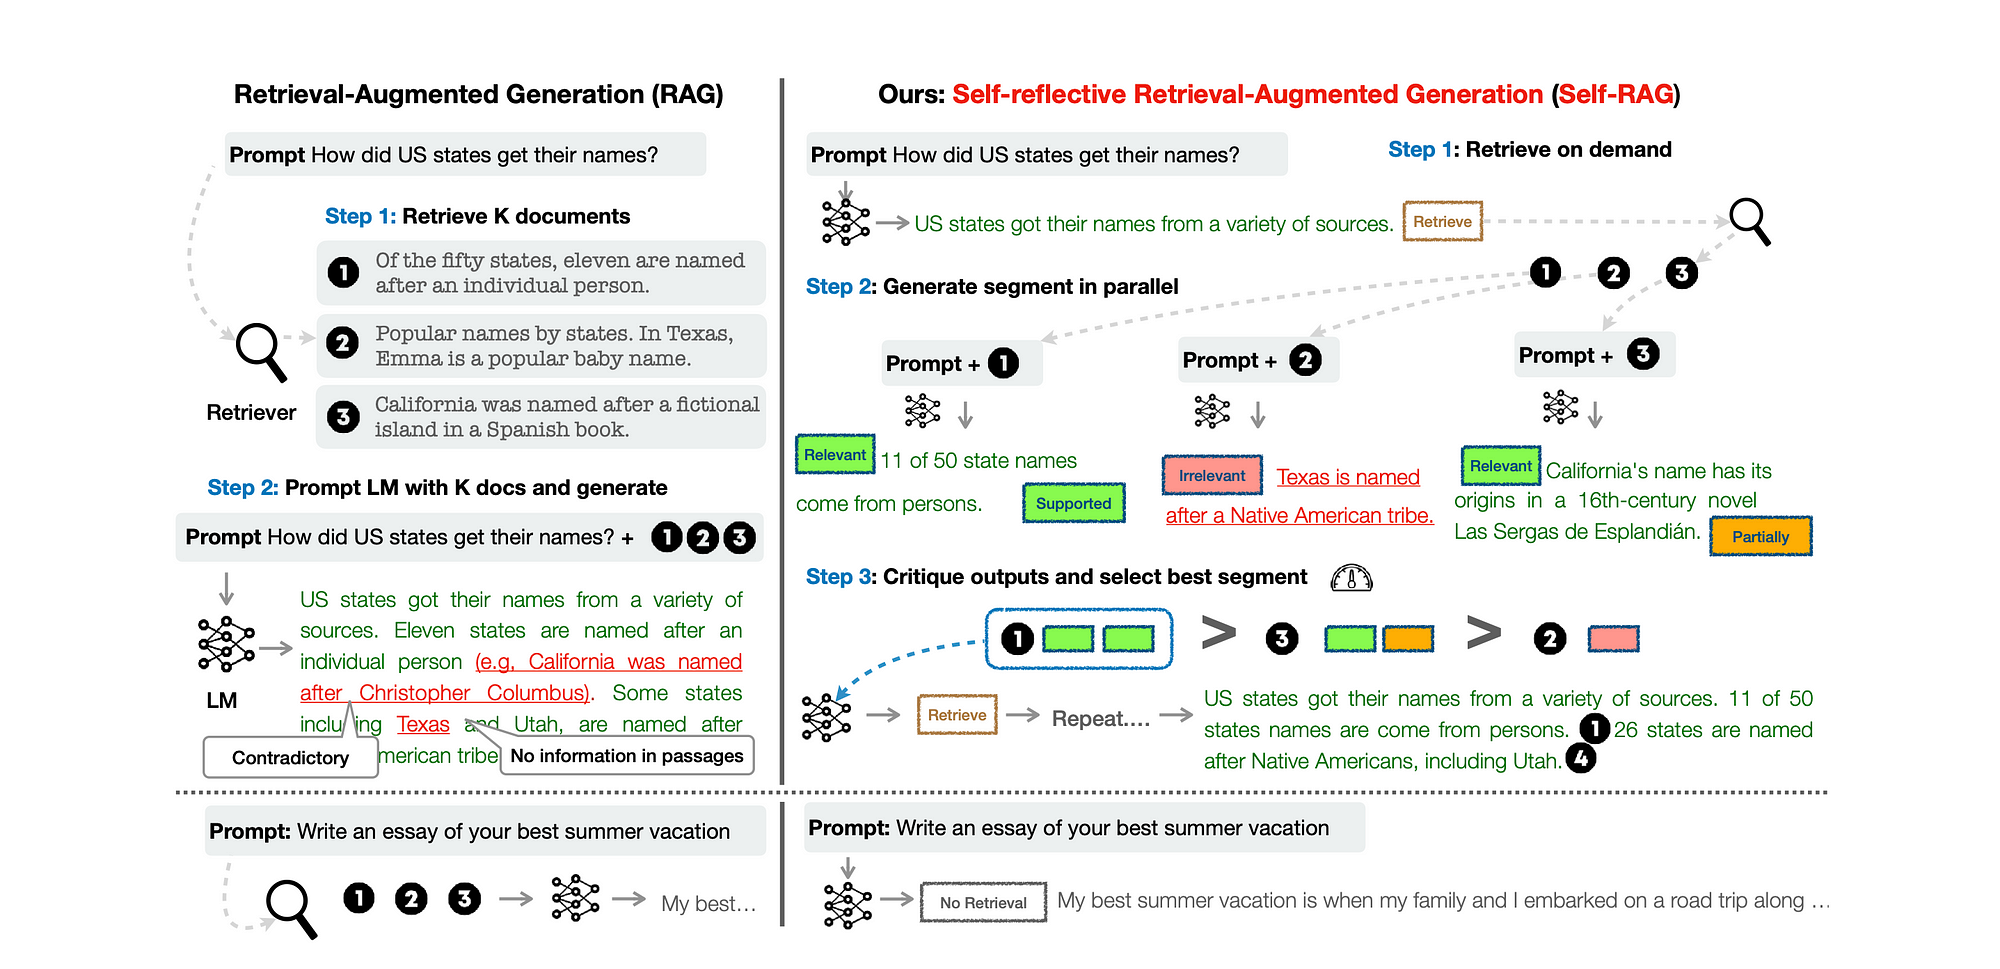 Retrieval-Augmented Generation (RAG)
Prompt How did US states get their names?
Step 1: Retrieve K documents
1 Of the fifty states, eleven are named
after an individual person.
2 Popular names by states. In Texas,
Emma is a popular baby name.
3 California was named after a fictional
island in a Spanish book.
Retriever
Step 2: Prompt LM with K docs and generate
Prompt How did US states get their names? + 1 2 3
LM
US states got their names from a variety of
sources. Eleven states are named after an
individual person (e.g, California was named
after Christopher Columbus). Some states
including Texas and Utah, are named after
merican tribe
Contradictory
No information in passages
Prompt: Write an essay of your best summer vacation
1 2 3
My best...
Ours: Self-reflective Retrieval-Augmented Generation (Self-RAG)
Prompt How did US states get their names?
Step 1: Retrieve on demand
US states got their names from a variety of sources. Retrieve
1 2 3
Step 2: Generate segment in parallel
Prompt + 1
Relevant 11 of 50 state names
come from persons. Supported
Prompt + 2
Irrelevant Texas is named
after a Native American tribe.
Prompt + 3
Relevant California's name has its
origins in a 16th-century novel
Las Sergas de Esplandián. Partially
Step 3: Critique outputs and select best segment
1 > 3 > 2
Retrieve
Repeat....
US states got their names from a variety of sources. 11 of 50
states names are come from persons. 1 26 states are named
after Native Americans, including Utah. 4
Prompt: Write an essay of your best summer vacation
No Retrieval
My best summer vacation is when my family and I embarked on a road trip along ...